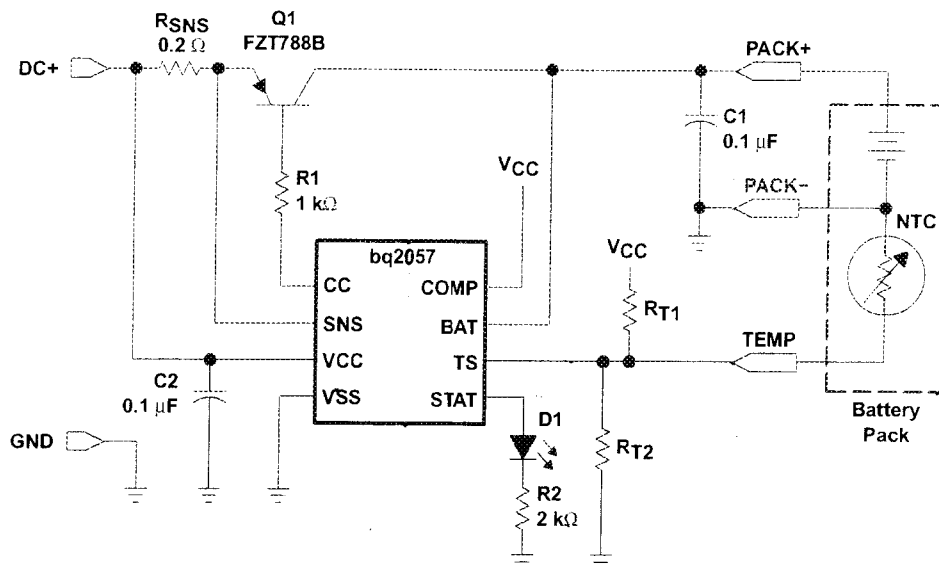 RSNS
0.2 Ω
Q1
FZT788B
DC+
PACK+
C1
0.1 µF
VCC
R1
1 kΩ
PACK−
NTC
bq2057
CC
COMP
SNS
BAT
VCC
TS
VSS
STAT
VCC
RT1
TEMP
C2
0.1 µF
GND
D1
RT2
R2
2 kΩ
Battery
Pack